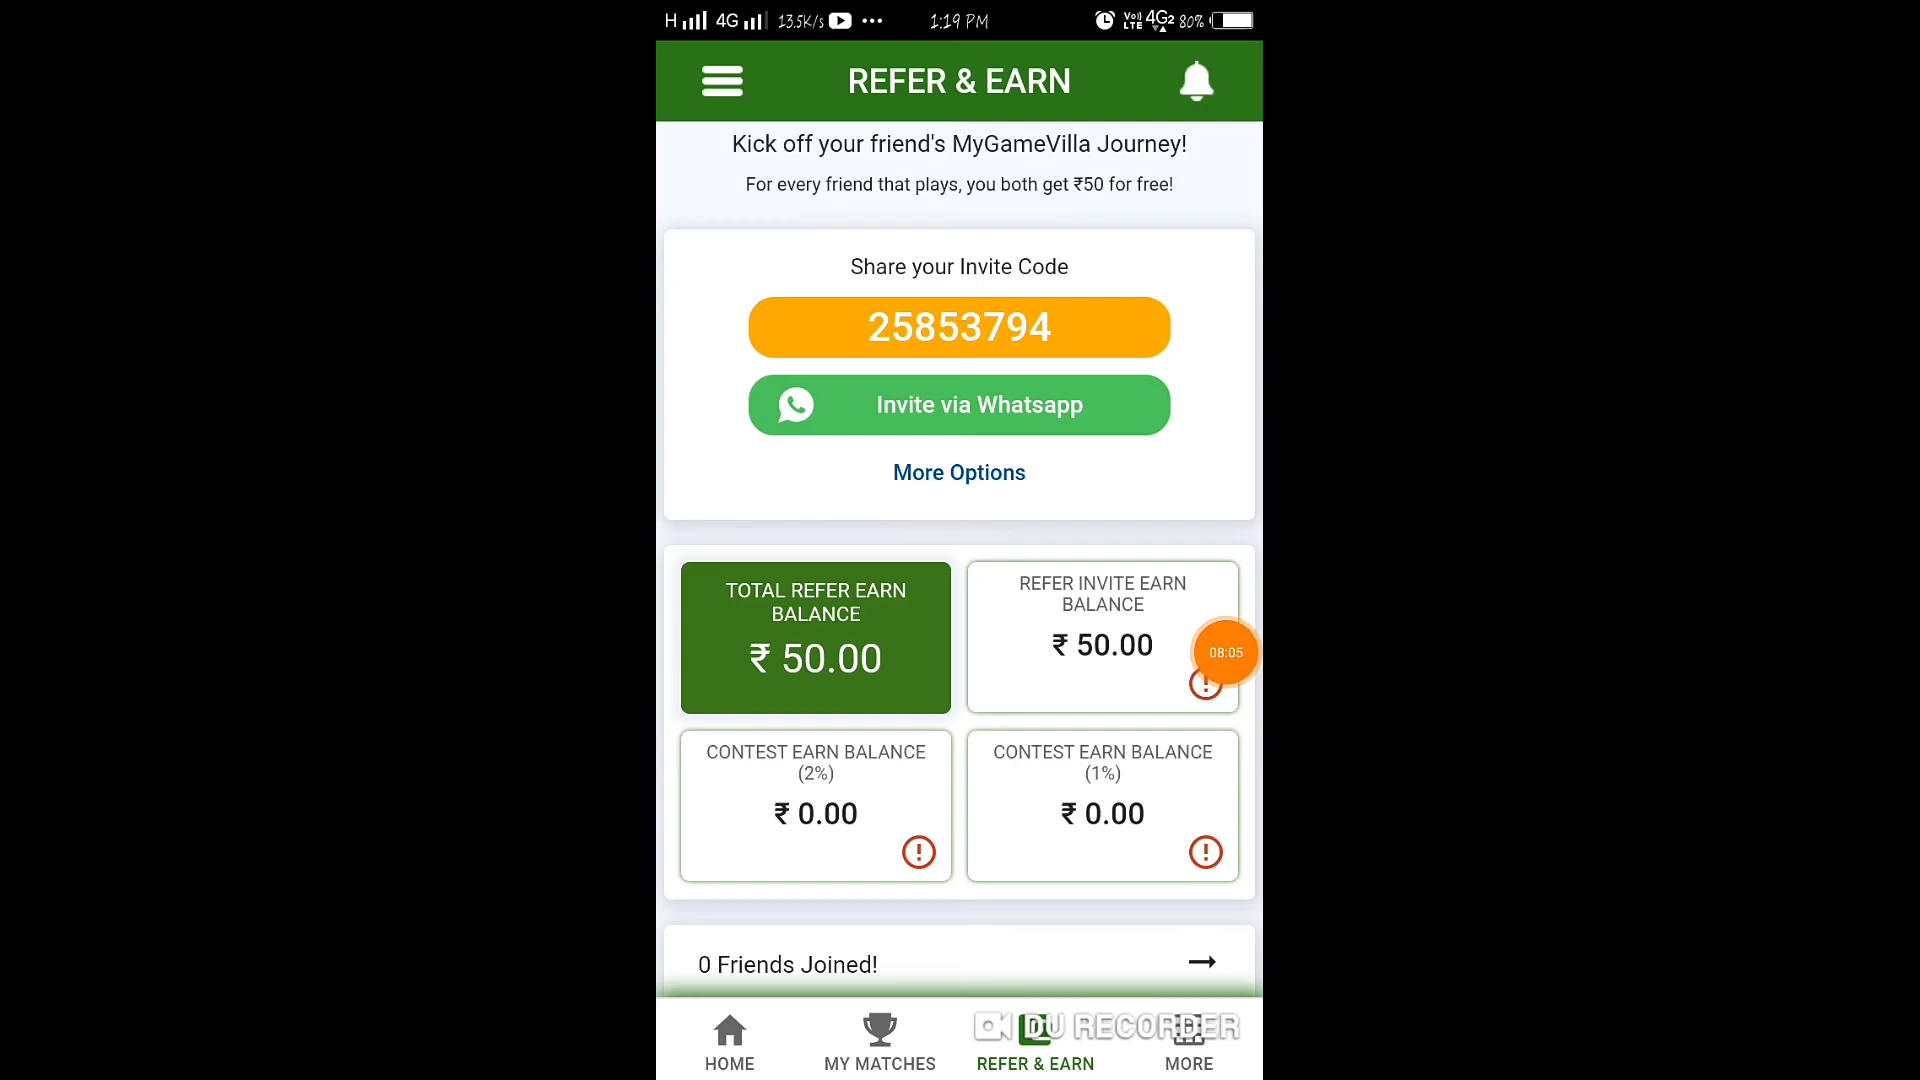 H 4G 13.5K/s 1:19 PM VoLTE 4G2 80%
REFER & EARN
Kick off your friend's MyGameVilla Journey!
For every friend that plays, you both get ₹50 for free!
Share your Invite Code
25853794
Invite via Whatsapp
More Options
TOTAL REFER EARN
BALANCE
₹ 50.00
REFER INVITE EARN
BALANCE
₹ 50.00
08:05
CONTEST EARN BALANCE
(2%)
₹ 0.00
CONTEST EARN BALANCE
(1%)
₹ 0.00
0 Friends Joined!
DU RECORDER
HOME
MY MATCHES
REFER & EARN
MORE